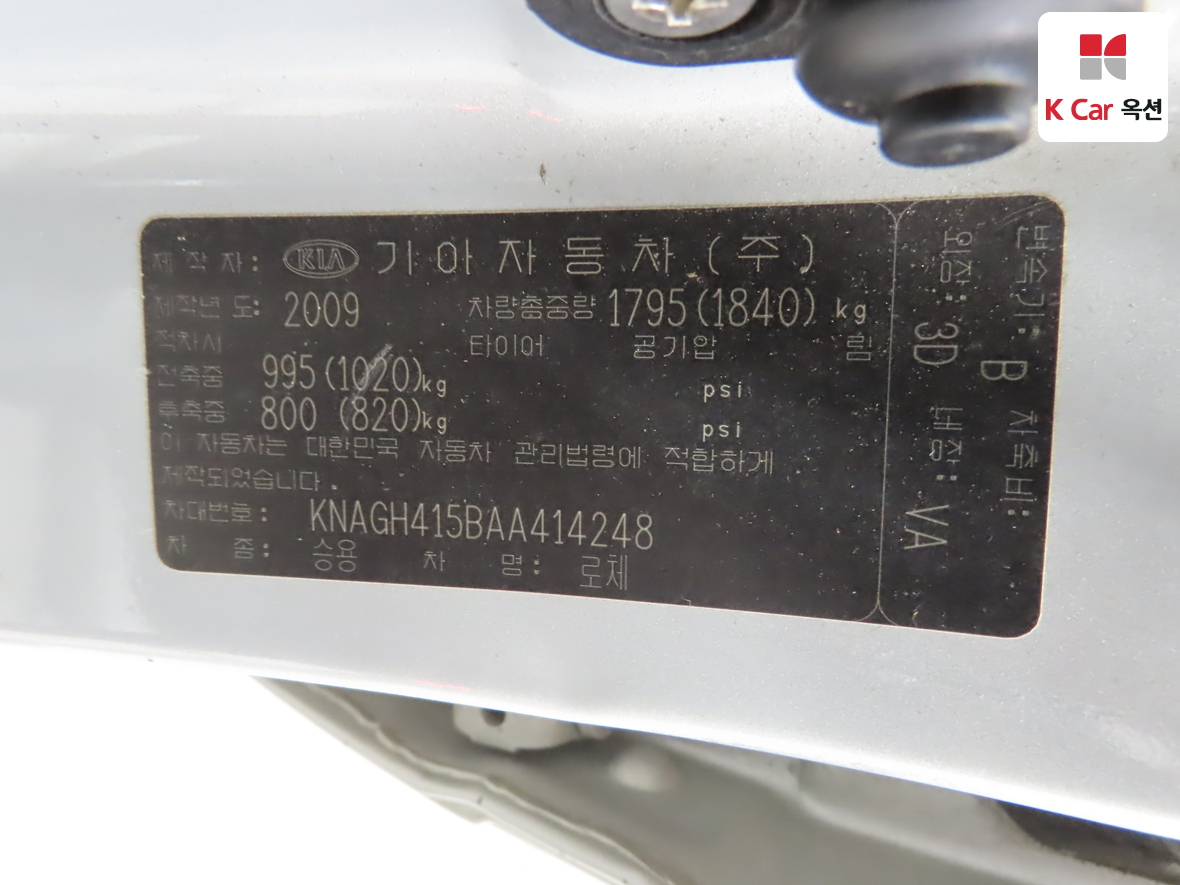 K Car 옥션
제 작 자 : KIA 기 아 자 동 차 ( 주 )
제작년 도: 2009 차량총중량 1795(1840) kg
적차시 타이어 공기압 림
전축중 995(1020)kg psi
후축중 800 (820)kg psi
이 자동차는 대한민국 자동차 관리법령에 적합하게
제작되었습니다.
차대번호: KNAGH415BAA414248
차 종: 승용 차 명: 로체
변속기: B 차축비:
외장: 3D 내장: VA